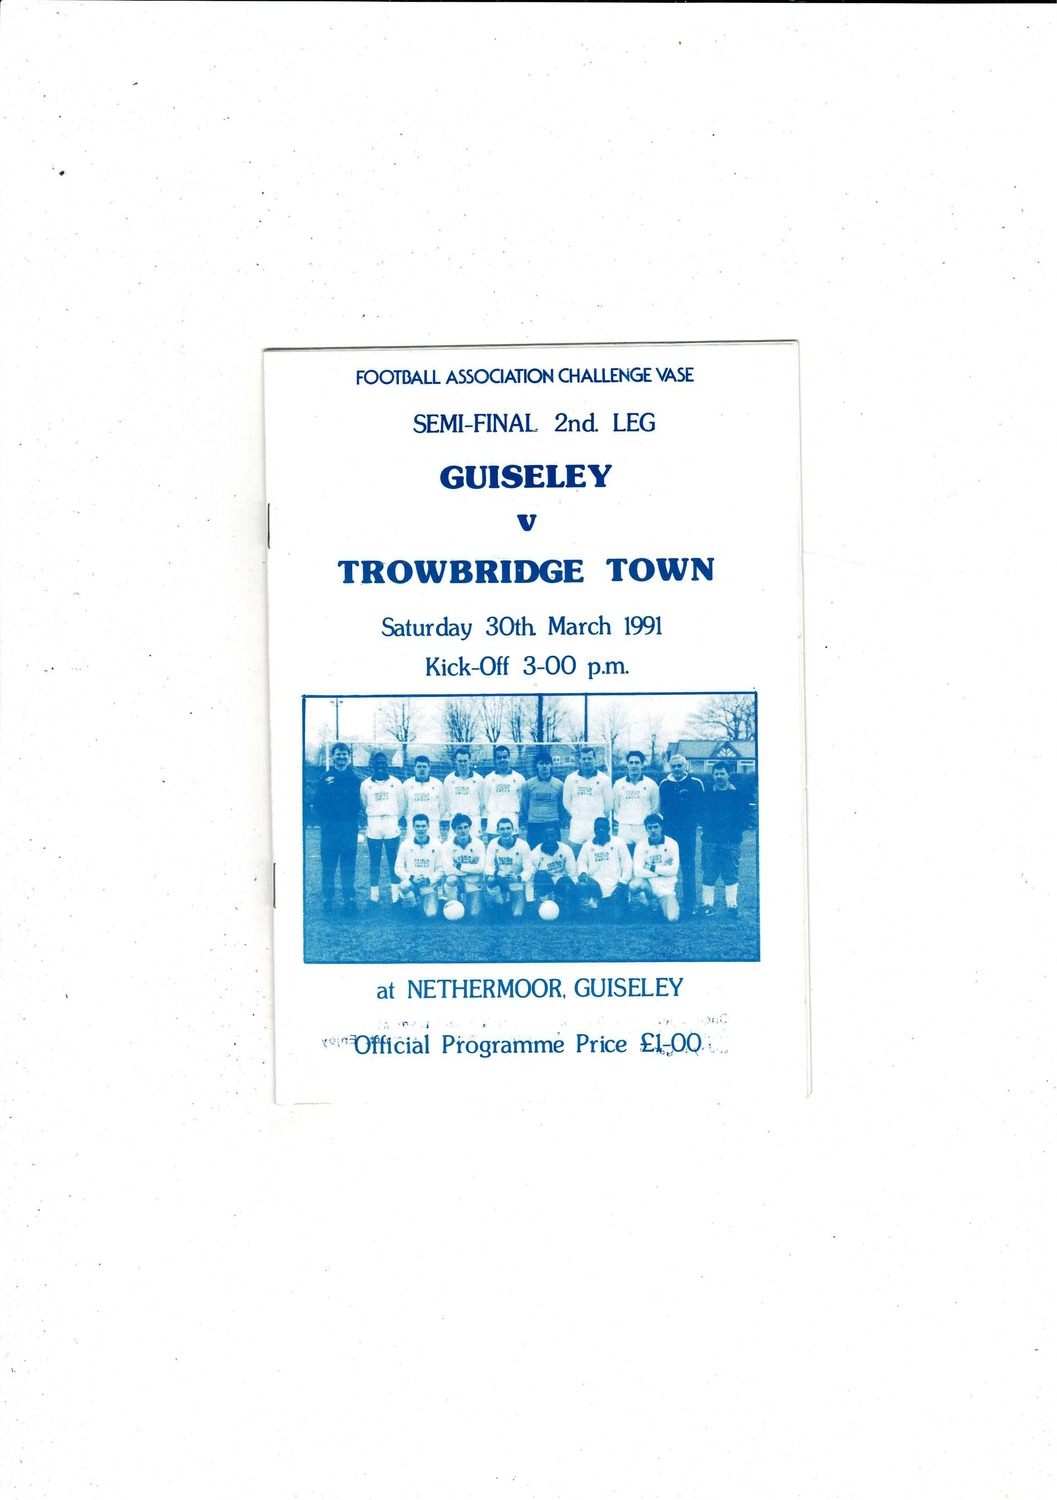 FOOTBALL ASSOCIATION CHALLENGE VASE
SEMI-FINAL 2nd. LEG
GUISELEY
v
TROWBRIDGE TOWN
Saturday 30th. March 1991
Kick-Off 3-00 p.m.
at NETHERMOOR, GUISELEY
Official Programme Price £1-00